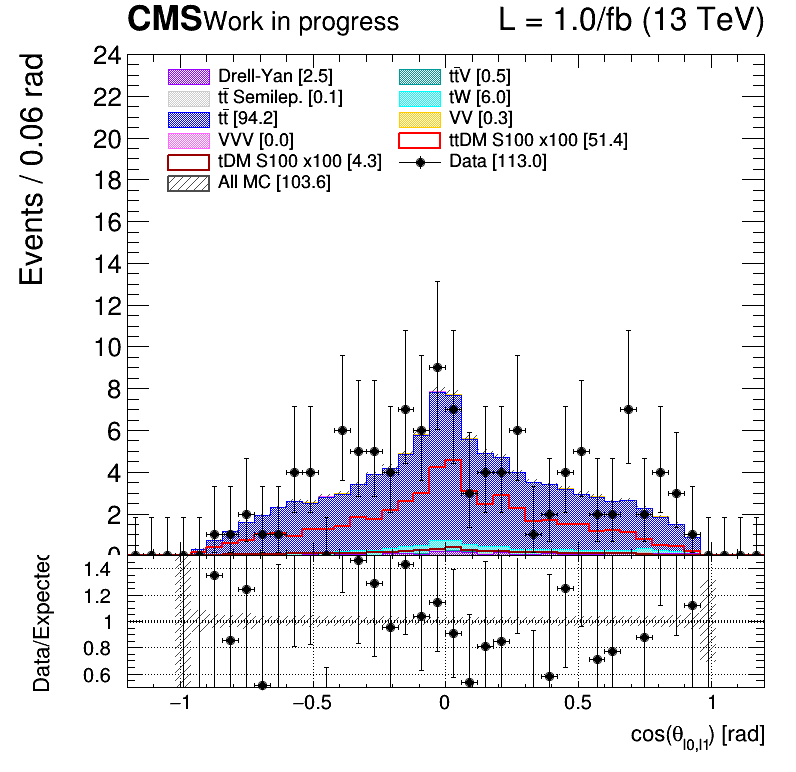 CMS Work in progress L = 1.0/fb (13 TeV)
Events / 0.06 rad
24
22
20
18
16
14
12
10
8
6
4
2
0
Drell-Yan [2.5]
tt̄ Semilep. [0.1]
tt̄ [94.2]
VVV [0.0]
tDM S100 x100 [4.3]
All MC [103.6]
tt̄V [0.5]
tW [6.0]
VV [0.3]
ttDM S100 x100 [51.4]
Data [113.0]
Data/Expected
1.4
1.2
1
0.8
0.6
−1 −0.5 0 0.5 1
cos(θ_l0,l1) [rad]